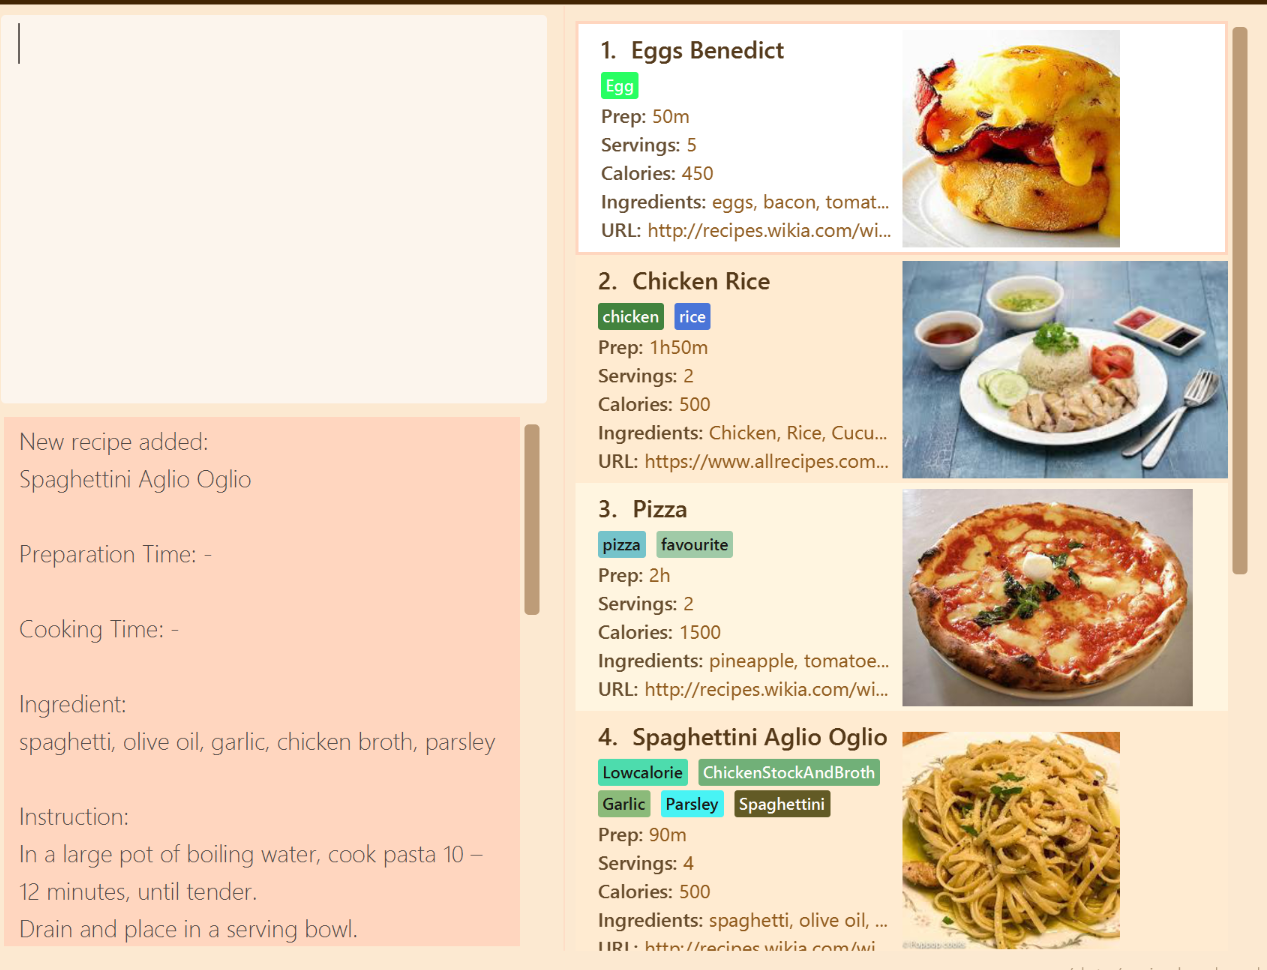 New recipe added:
Spaghettini Aglio Oglio
Preparation Time: -
Cooking Time: -
Ingredient:
spaghetti, olive oil, garlic, chicken broth, parsley
Instruction:
In a large pot of boiling water, cook pasta 10 –
12 minutes, until tender.
Drain and place in a serving bowl.
1. Eggs Benedict
Egg
Prep: 50m
Servings: 5
Calories: 450
Ingredients: eggs, bacon, tomat...
URL: http://recipes.wikia.com/wi...
2. Chicken Rice
chicken rice
Prep: 1h50m
Servings: 2
Calories: 500
Ingredients: Chicken, Rice, Cucu...
URL: https://www.allrecipes.com...
3. Pizza
pizza favourite
Prep: 2h
Servings: 2
Calories: 1500
Ingredients: pineapple, tomatoe...
URL: http://recipes.wikia.com/wi...
4. Spaghettini Aglio Oglio
Lowcalorie ChickenStockAndBroth
Garlic Parsley Spaghettini
Prep: 90m
Servings: 4
Calories: 500
Ingredients: spaghetti, olive oil, ...
URL: http://recipes.wikia.com/wi...